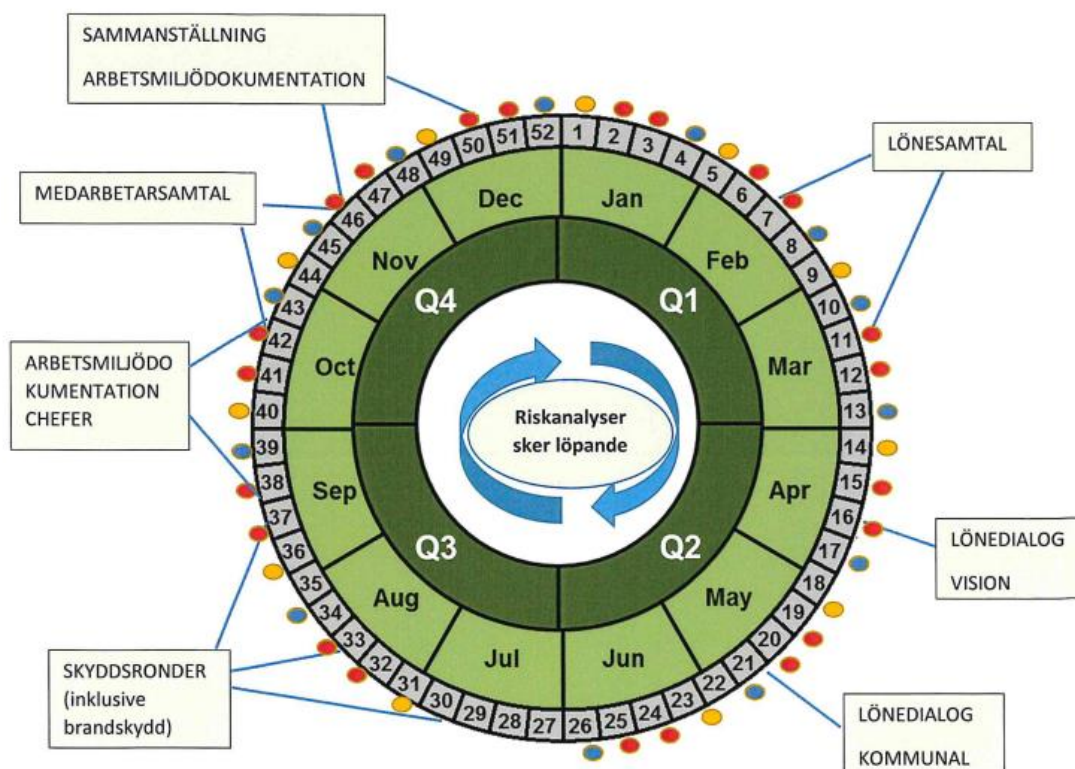 SAMMANSTÄLLNING
ARBETSMILJÖDOKUMENTATION
LÖNESAMTAL
MEDARBETARSAMTAL
ARBETSMILJÖDO
KUMENTATION
CHEFER
SKYDDSRONDER
(inklusive
brandskydd)
LÖNEDIALOG
VISION
LÖNEDIALOG
KOMMUNAL
1
2
3
4
5
6
7
8
9
10
11
12
13
14
15
16
17
18
19
20
21
22
23
24
25
26
27
28
29
30
31
32
33
34
35
36
37
38
39
40
41
42
43
44
45
46
47
48
49
50
51
52
Jan
Feb
Mar
Apr
May
Jun
Jul
Aug
Sep
Oct
Nov
Dec
Q1
Q2
Q3
Q4
Riskanalyser
sker löpande